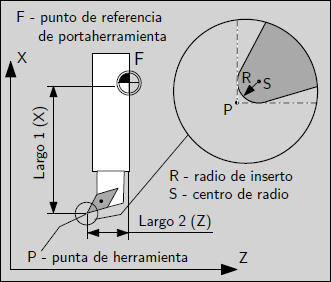 F - punto de referencia
de portaherramienta
X
F
Largo 1 (X)
R
S
P
R - radio de inserto
S - centro de radio
Largo 2 (Z)
P - punta de herramienta
Z